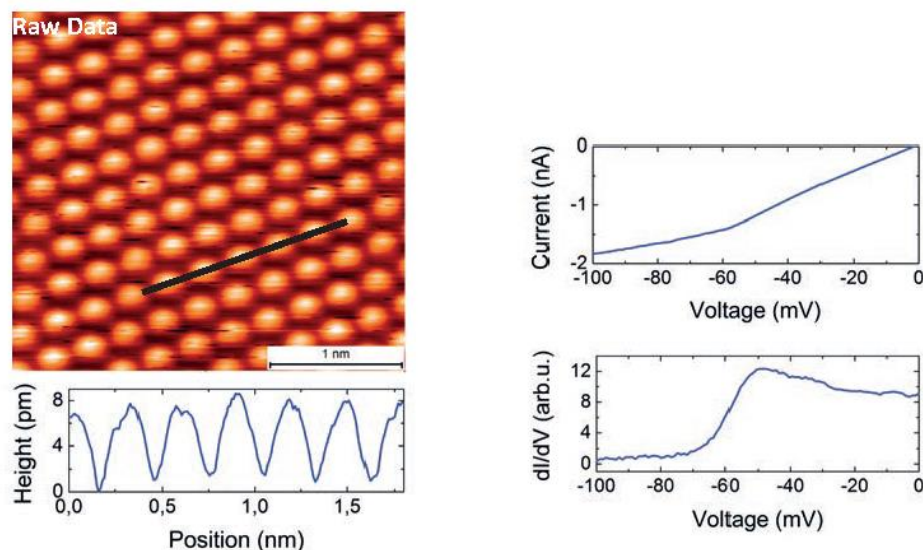 Raw Data
1 nm
Height (pm)
8
4
0
0,0 0,5 1,0 1,5
Position (nm)
Current (nA)
0
-1
-2
-100 -80 -60 -40 -20 0
Voltage (mV)
dI/dV (arb.u.)
12
8
4
0
-100 -80 -60 -40 -20 0
Voltage (mV)